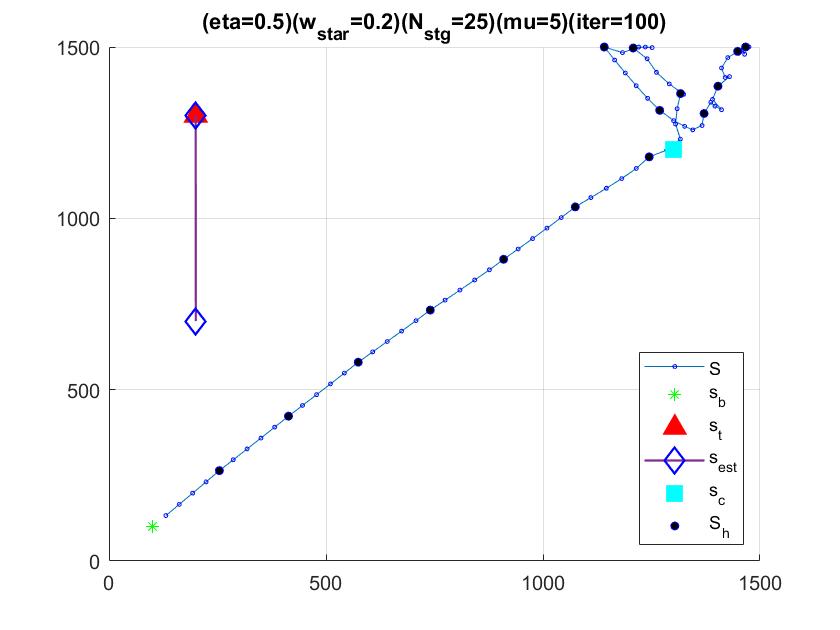 (eta=0.5)(w_star=0.2)(N_stg=25)(mu=5)(iter=100)
1500
1000
500
0
0 500 1000 1500
S
s_b
s_t
s_est
s_c
S_h